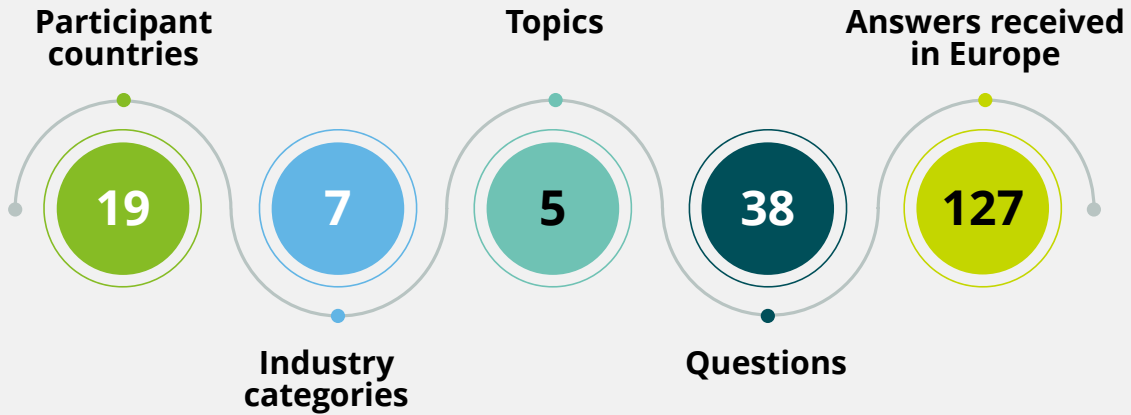 Participant
countries
19
7
Industry
categories
Topics
5
38
Questions
Answers received
in Europe
127